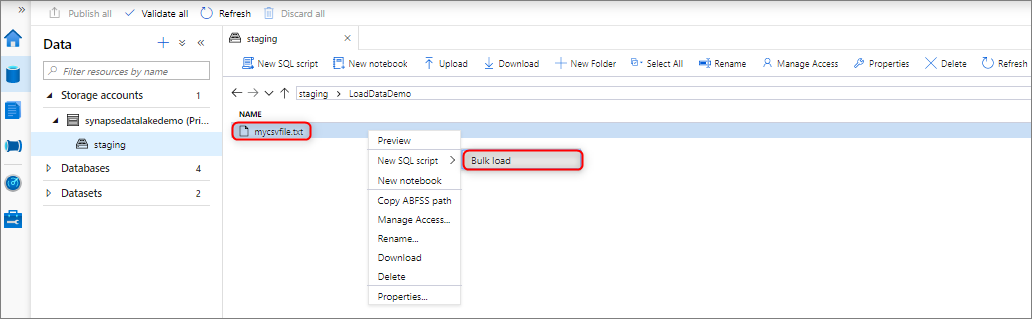 Publish all Validate all Refresh Discard all
Data
Filter resources by name
Storage accounts 1
synapsedatalakedemo (Pri...
staging
Databases 4
Datasets 2
staging
New SQL script New notebook Upload Download New Folder Select All Rename Manage Access Properties Delete Refresh
staging LoadDataDemo
NAME
mycsvfile.txt
Preview
New SQL script Bulk load
New notebook
Copy ABFSS path
Manage Access...
Rename...
Download
Delete
Properties...